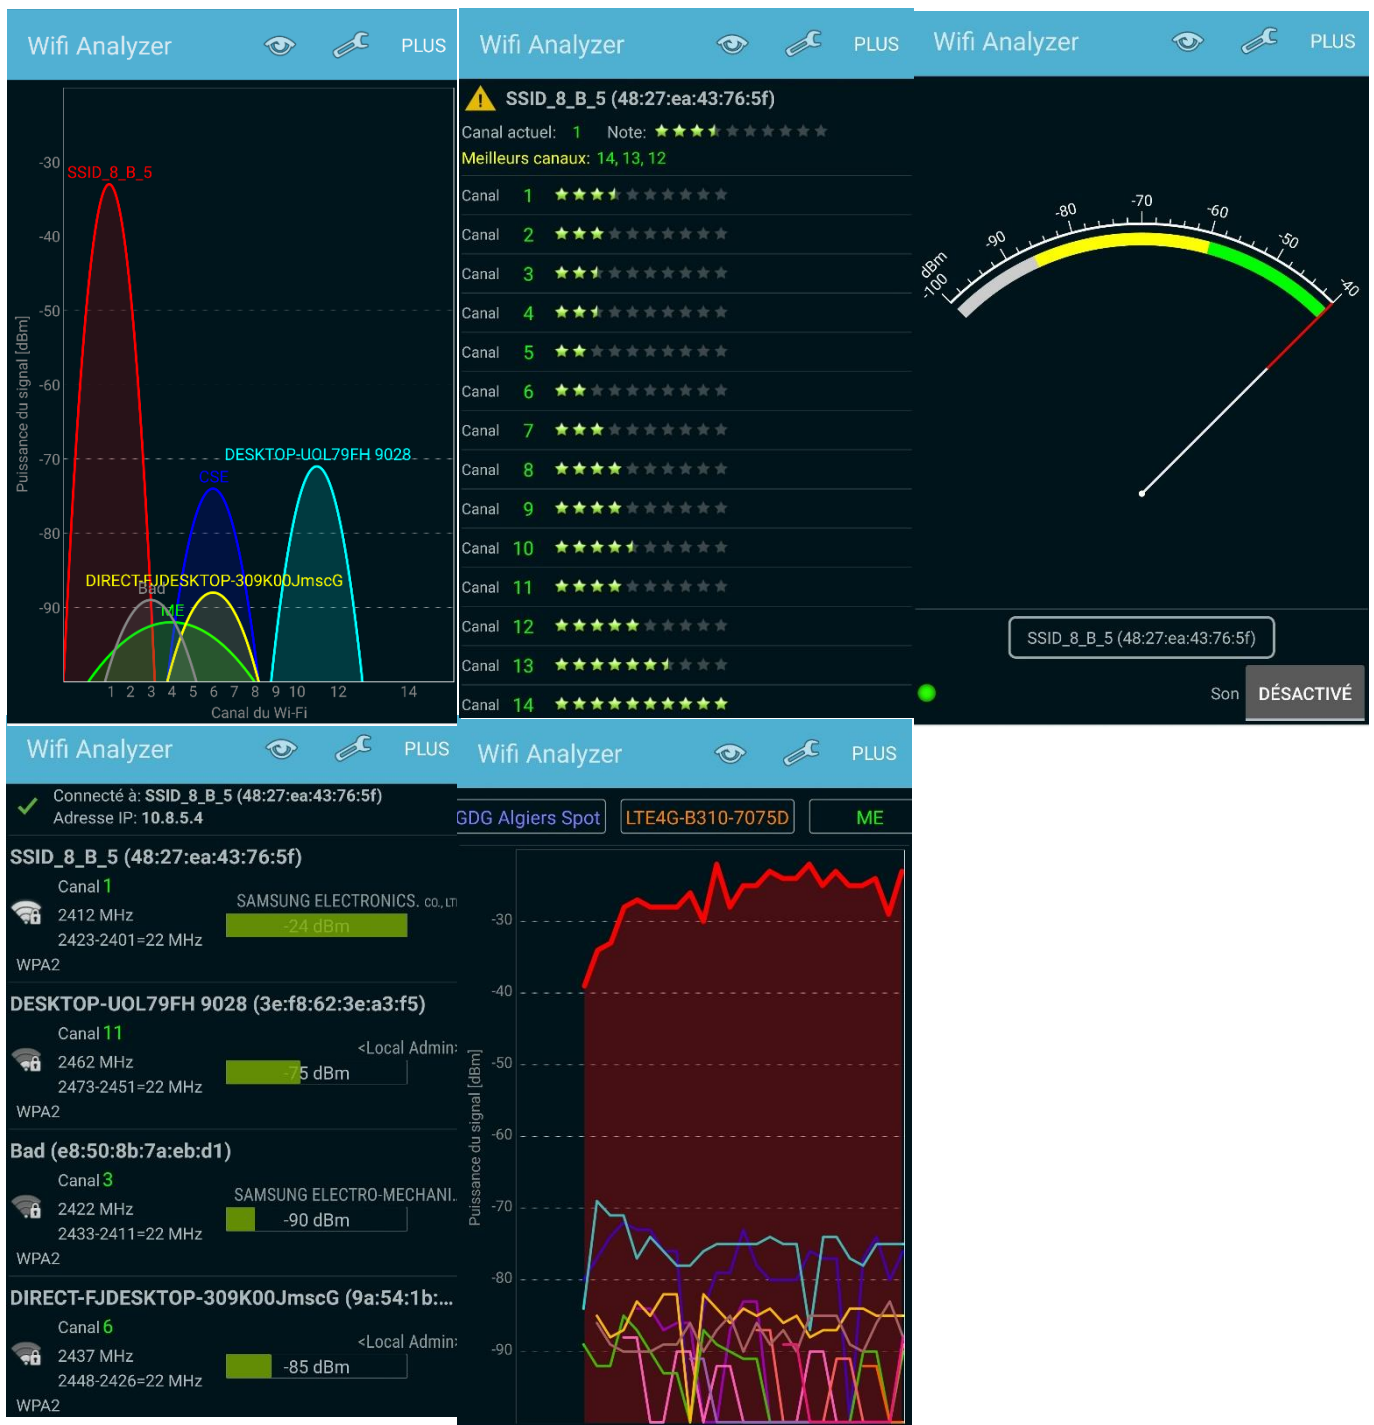 Wifi Analyzer PLUS
-30
SSID_8_B_5
-40
-50
-60
-70
DESKTOP-UOL79FH 9028
CSE
-80
DIRECT-FJDESKTOP-309K00JmscG
Bad
ME
-90
Puissance du signal [dBm]
1 2 3 4 5 6 7 8 9 10 12 14
Canal du Wi-Fi
Wifi Analyzer PLUS
SSID_8_B_5 (48:27:ea:43:76:5f)
Canal actuel: 1 Note:
Meilleurs canaux: 14, 13, 12
Canal 1
Canal 2
Canal 3
Canal 4
Canal 5
Canal 6
Canal 7
Canal 8
Canal 9
Canal 10
Canal 11
Canal 12
Canal 13
Canal 14
Wifi Analyzer PLUS
dBm
-100 -90 -80 -70 -60 -50 -40
SSID_8_B_5 (48:27:ea:43:76:5f)
Son DÉSACTIVÉ
Wifi Analyzer PLUS
Connecté à: SSID_8_B_5 (48:27:ea:43:76:5f)
Adresse IP: 10.8.5.4
SSID_8_B_5 (48:27:ea:43:76:5f)
Canal 1
SAMSUNG ELECTRONICS. CO., LT
2412 MHz
-24 dBm
2423-2401=22 MHz
WPA2
DESKTOP-UOL79FH 9028 (3e:f8:62:3e:a3:f5)
Canal 11
<Local Admin>
2462 MHz
-75 dBm
2473-2451=22 MHz
WPA2
Bad (e8:50:8b:7a:eb:d1)
Canal 3
SAMSUNG ELECTRO-MECHANI..
2422 MHz
-90 dBm
2433-2411=22 MHz
WPA2
DIRECT-FJDESKTOP-309K00JmscG (9a:54:1b:...
Canal 6
<Local Admin>
2437 MHz
-85 dBm
2448-2426=22 MHz
WPA2
Wifi Analyzer PLUS
GDG Algiers Spot LTE4G-B310-7075D ME
-30
-40
-50
-60
-70
-80
-90
Puissance du signal [dBm]